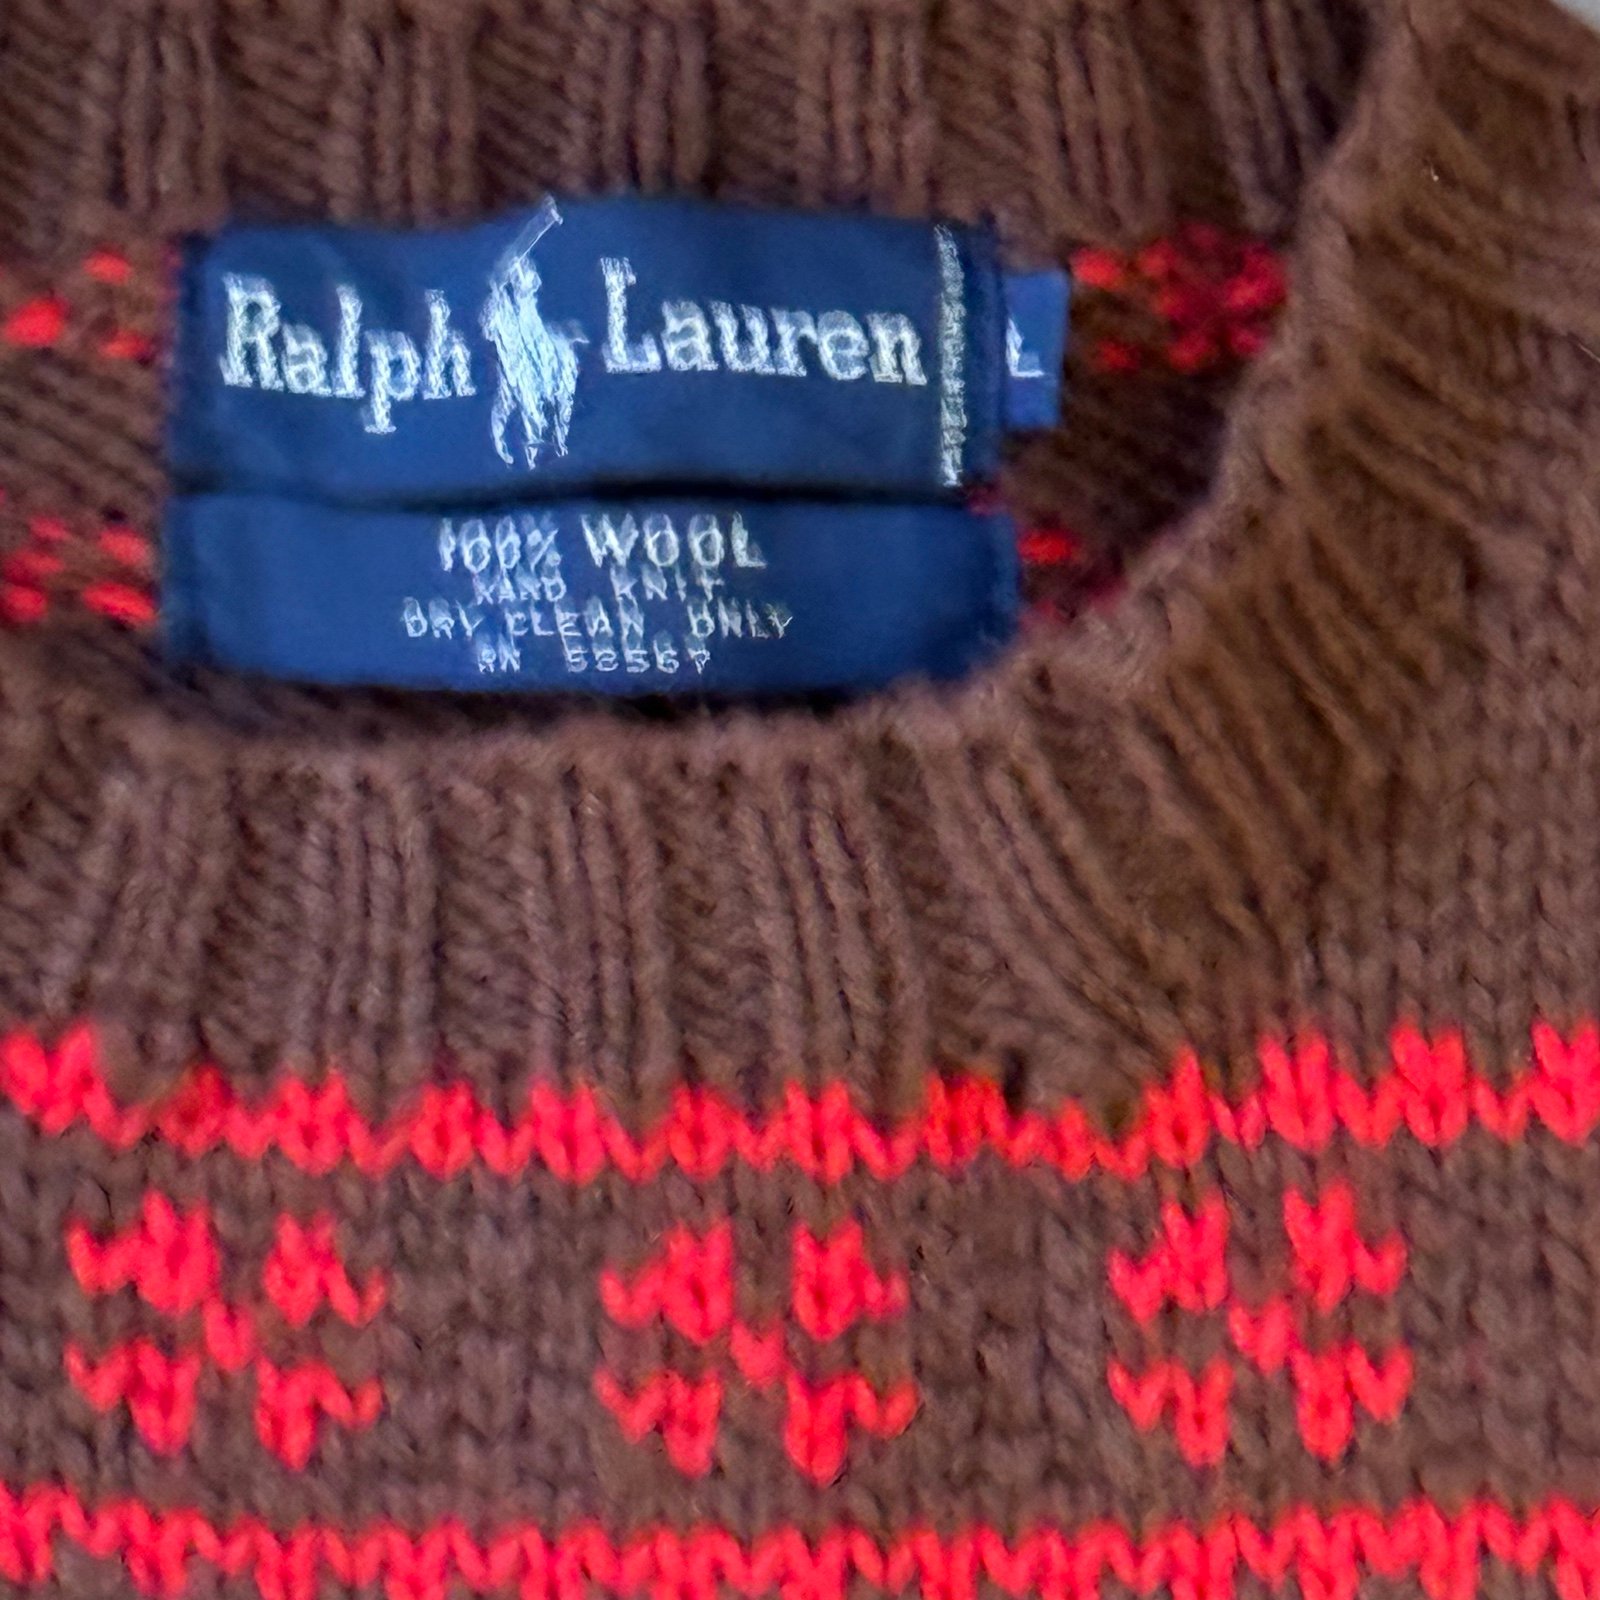 Ralph Lauren
L
100% WOOL
HAND KNIT
DRY CLEAN ONLY
RN 52567